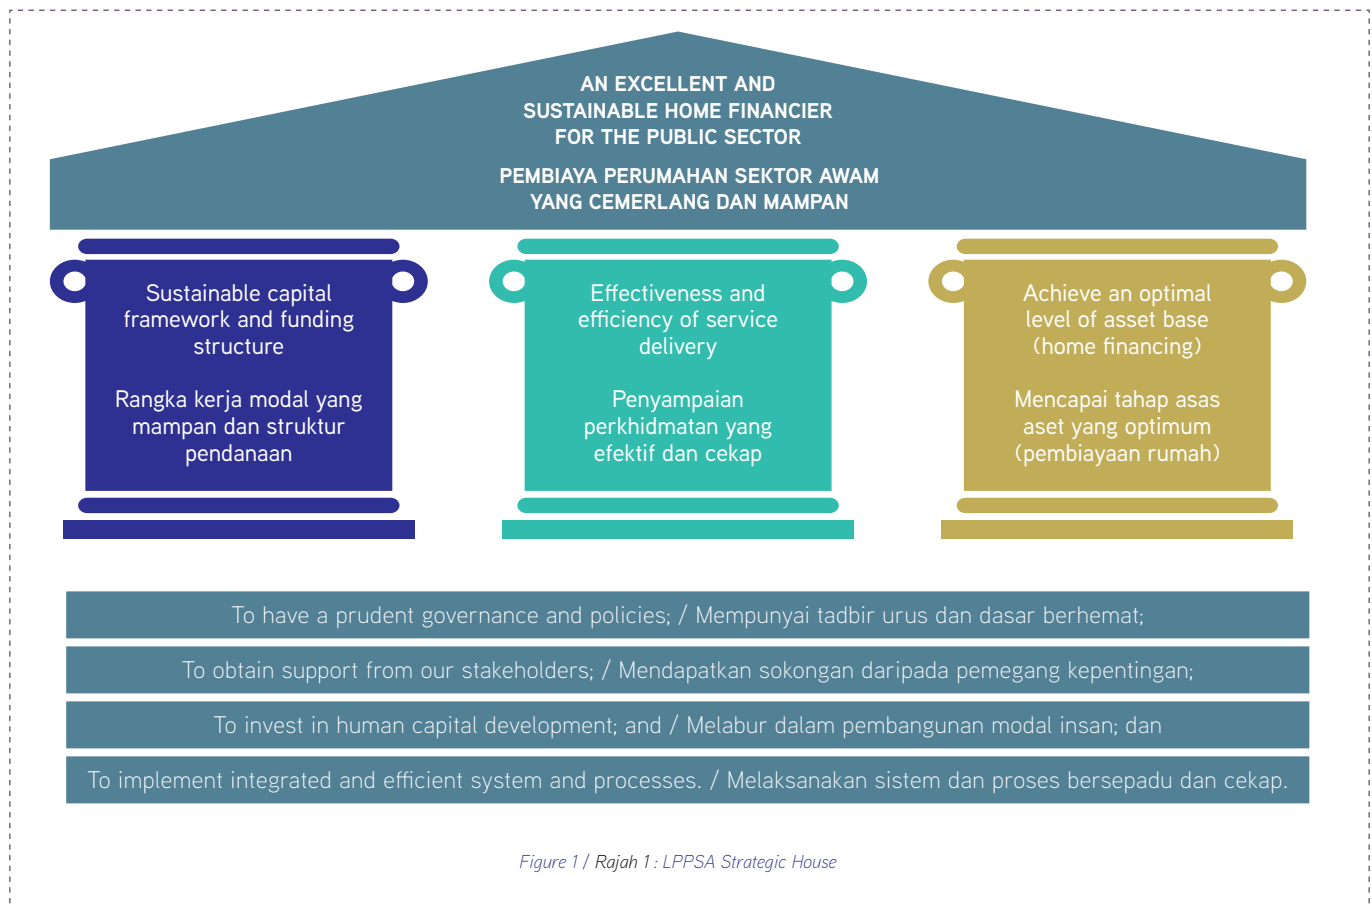 AN EXCELLENT AND
SUSTAINABLE HOME FINANCIER
FOR THE PUBLIC SECTOR
PEMBIAYA PERUMAHAN SEKTOR AWAM
YANG CEMERLANG DAN MAMPAN
Sustainable capital
framework and funding
structure
Rangka kerja modal yang
mampan dan struktur
pendanaan
Effectiveness and
efficiency of service
delivery
Penyampaian
perkhidmatan yang
efektif dan cekap
Achieve an optimal
level of asset base
(home financing)
Mencapai tahap asas
aset yang optimum
(pembiayaan rumah)
To have a prudent governance and policies; / Mempunyai tadbir urus dan dasar berhemat;
To obtain support from our stakeholders; / Mendapatkan sokongan daripada pemegang kepentingan;
To invest in human capital development; and / Melabur dalam pembangunan modal insan; dan
To implement integrated and efficient system and processes. / Melaksanakan sistem dan proses bersepadu dan cekap.
Figure 1 / Rajah 1 : LPPSA Strategic House